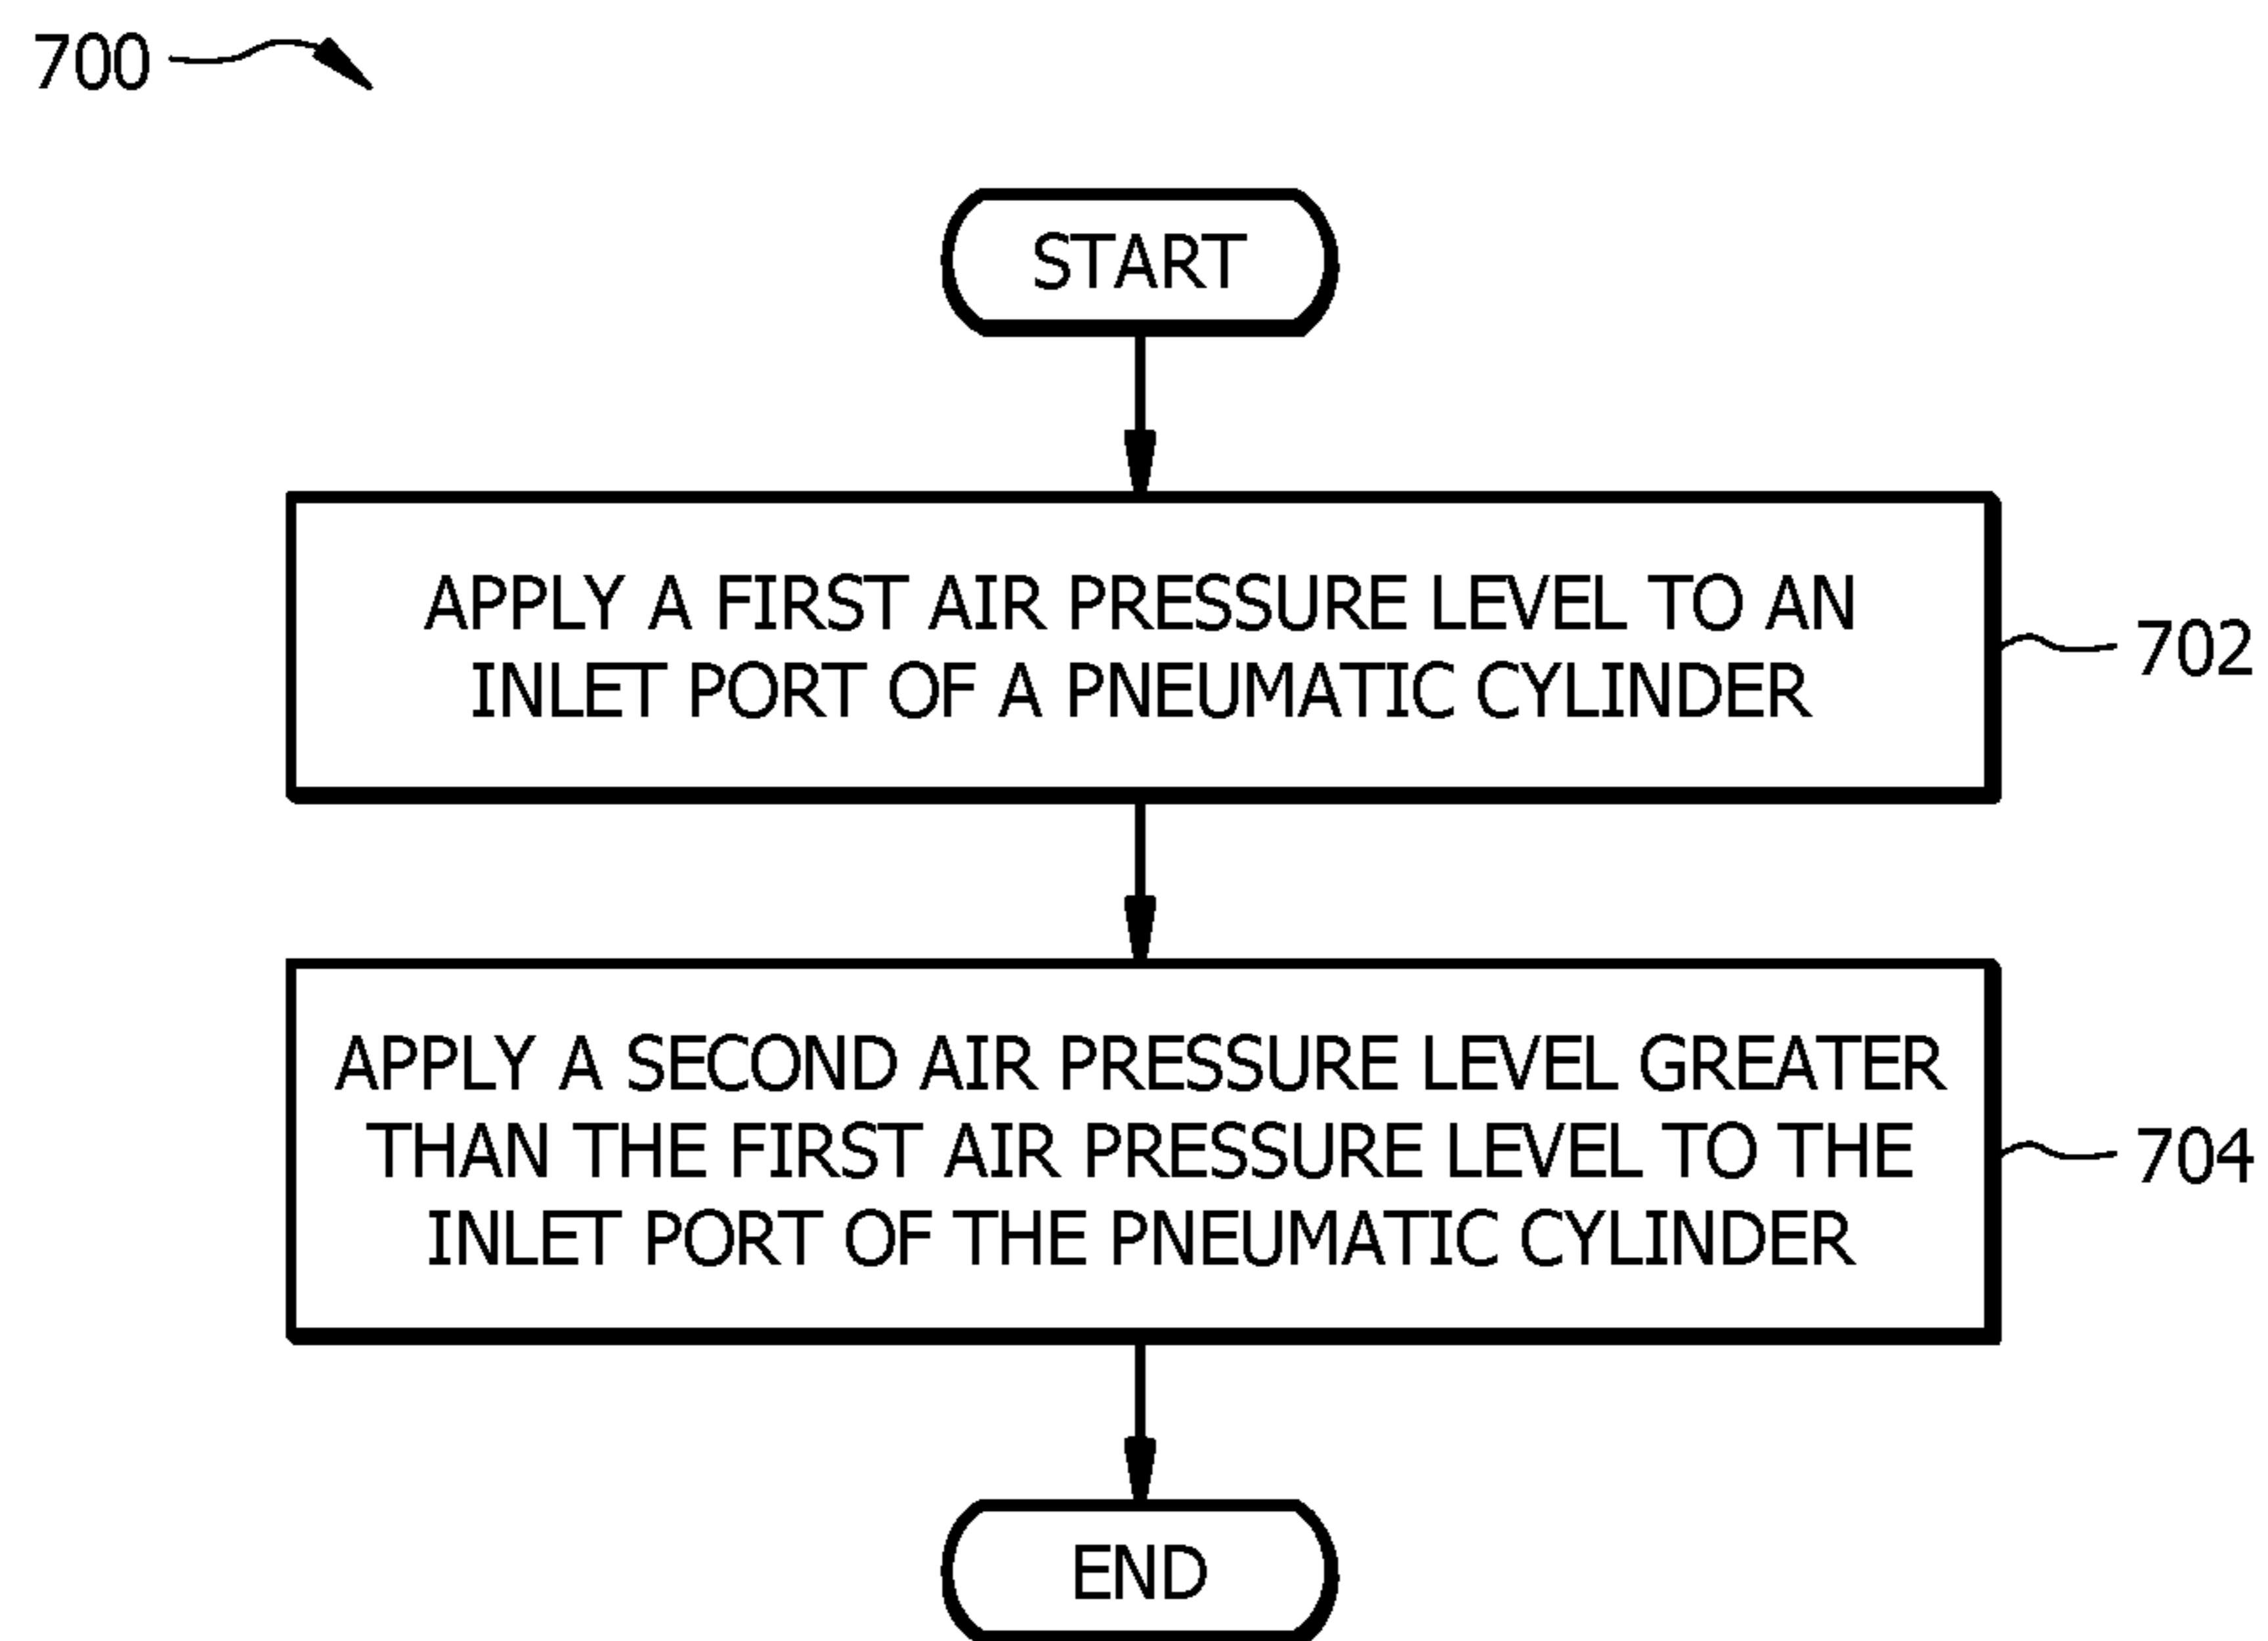 700
START
APPLY A FIRST AIR PRESSURE LEVEL TO AN
INLET PORT OF A PNEUMATIC CYLINDER
702
APPLY A SECOND AIR PRESSURE LEVEL GREATER
THAN THE FIRST AIR PRESSURE LEVEL TO THE
INLET PORT OF THE PNEUMATIC CYLINDER
704
END